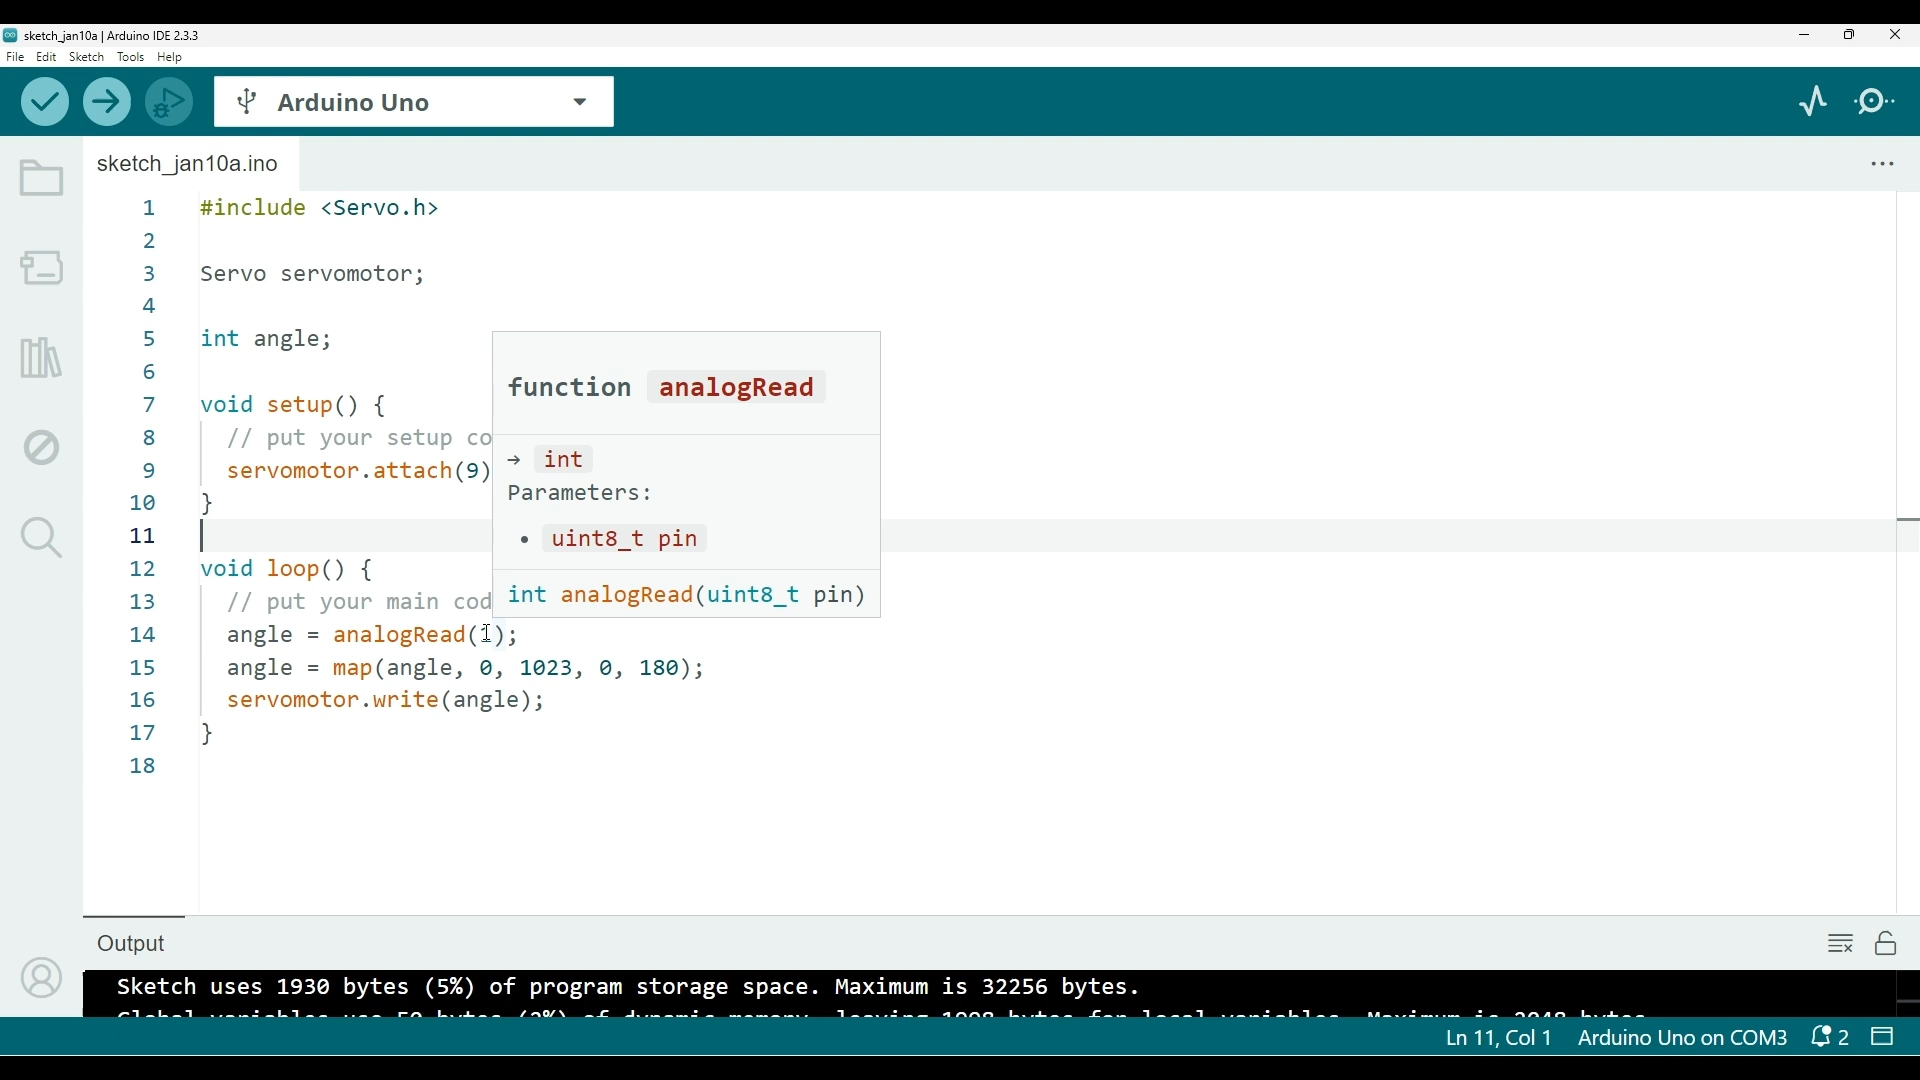 sketch_jan10a | Arduino IDE 2.3.3
File Edit Sketch Tools Help
Arduino Uno
sketch_jan10a.ino
1 #include <Servo.h>
2
3 Servo servomotor;
4
5 int angle;
6
7 void setup() {
8 // put your setup co
9 servomotor.attach(9)
10 }
11
12 void loop() {
13 // put your main cod
14 angle = analogRead(1);
15 angle = map(angle, 0, 1023, 0, 180);
16 servomotor.write(angle);
17 }
18
function analogRead
→ int
Parameters:
• uint8_t pin
int analogRead(uint8_t pin)
Output
Sketch uses 1930 bytes (5%) of program storage space. Maximum is 32256 bytes.
Ln 11, Col 1 Arduino Uno on COM3 2